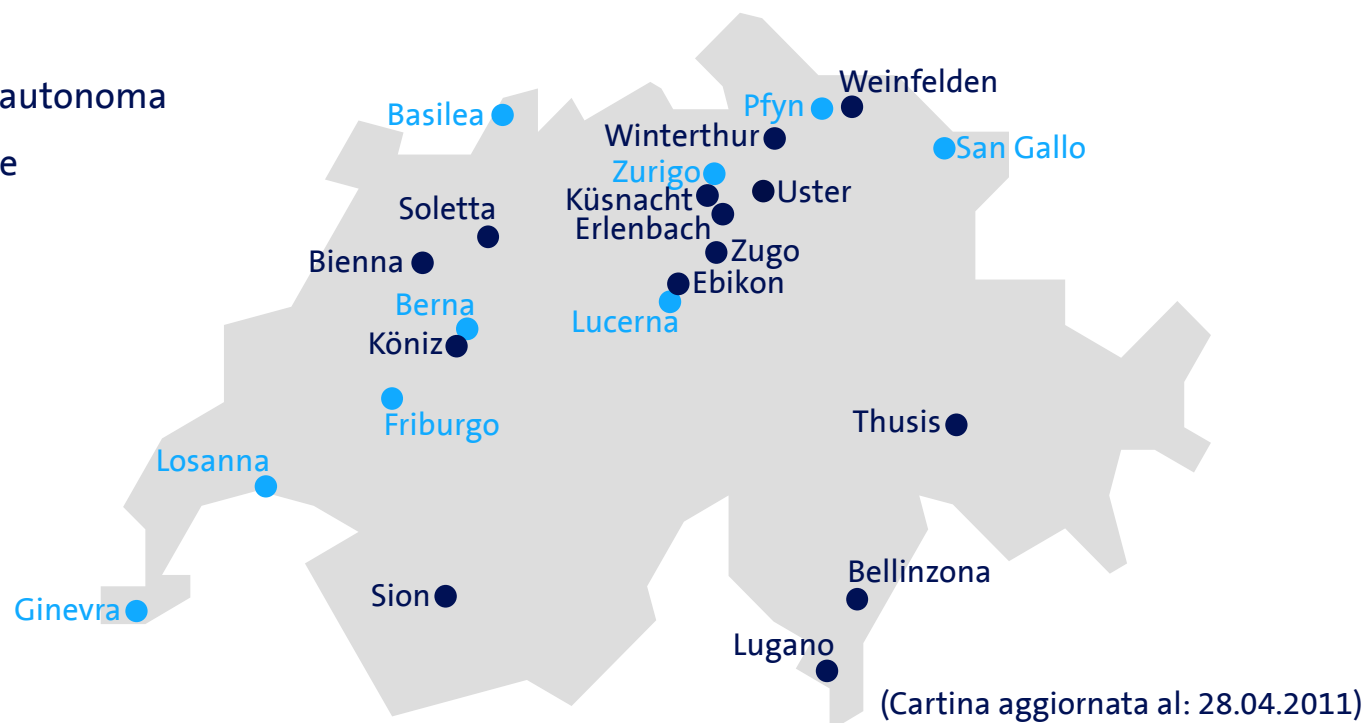 autonoma
e
Weinfelden
Basilea
Pfyn
Winterthur
San Gallo
Zurigo
Küsnacht
Uster
Soletta
Erlenbach
Zugo
Bienna
Ebikon
Berna
Lucerna
Köniz
Friburgo
Thusis
Losanna
Bellinzona
Sion
Ginevra
Lugano
(Cartina aggiornata al: 28.04.2011)